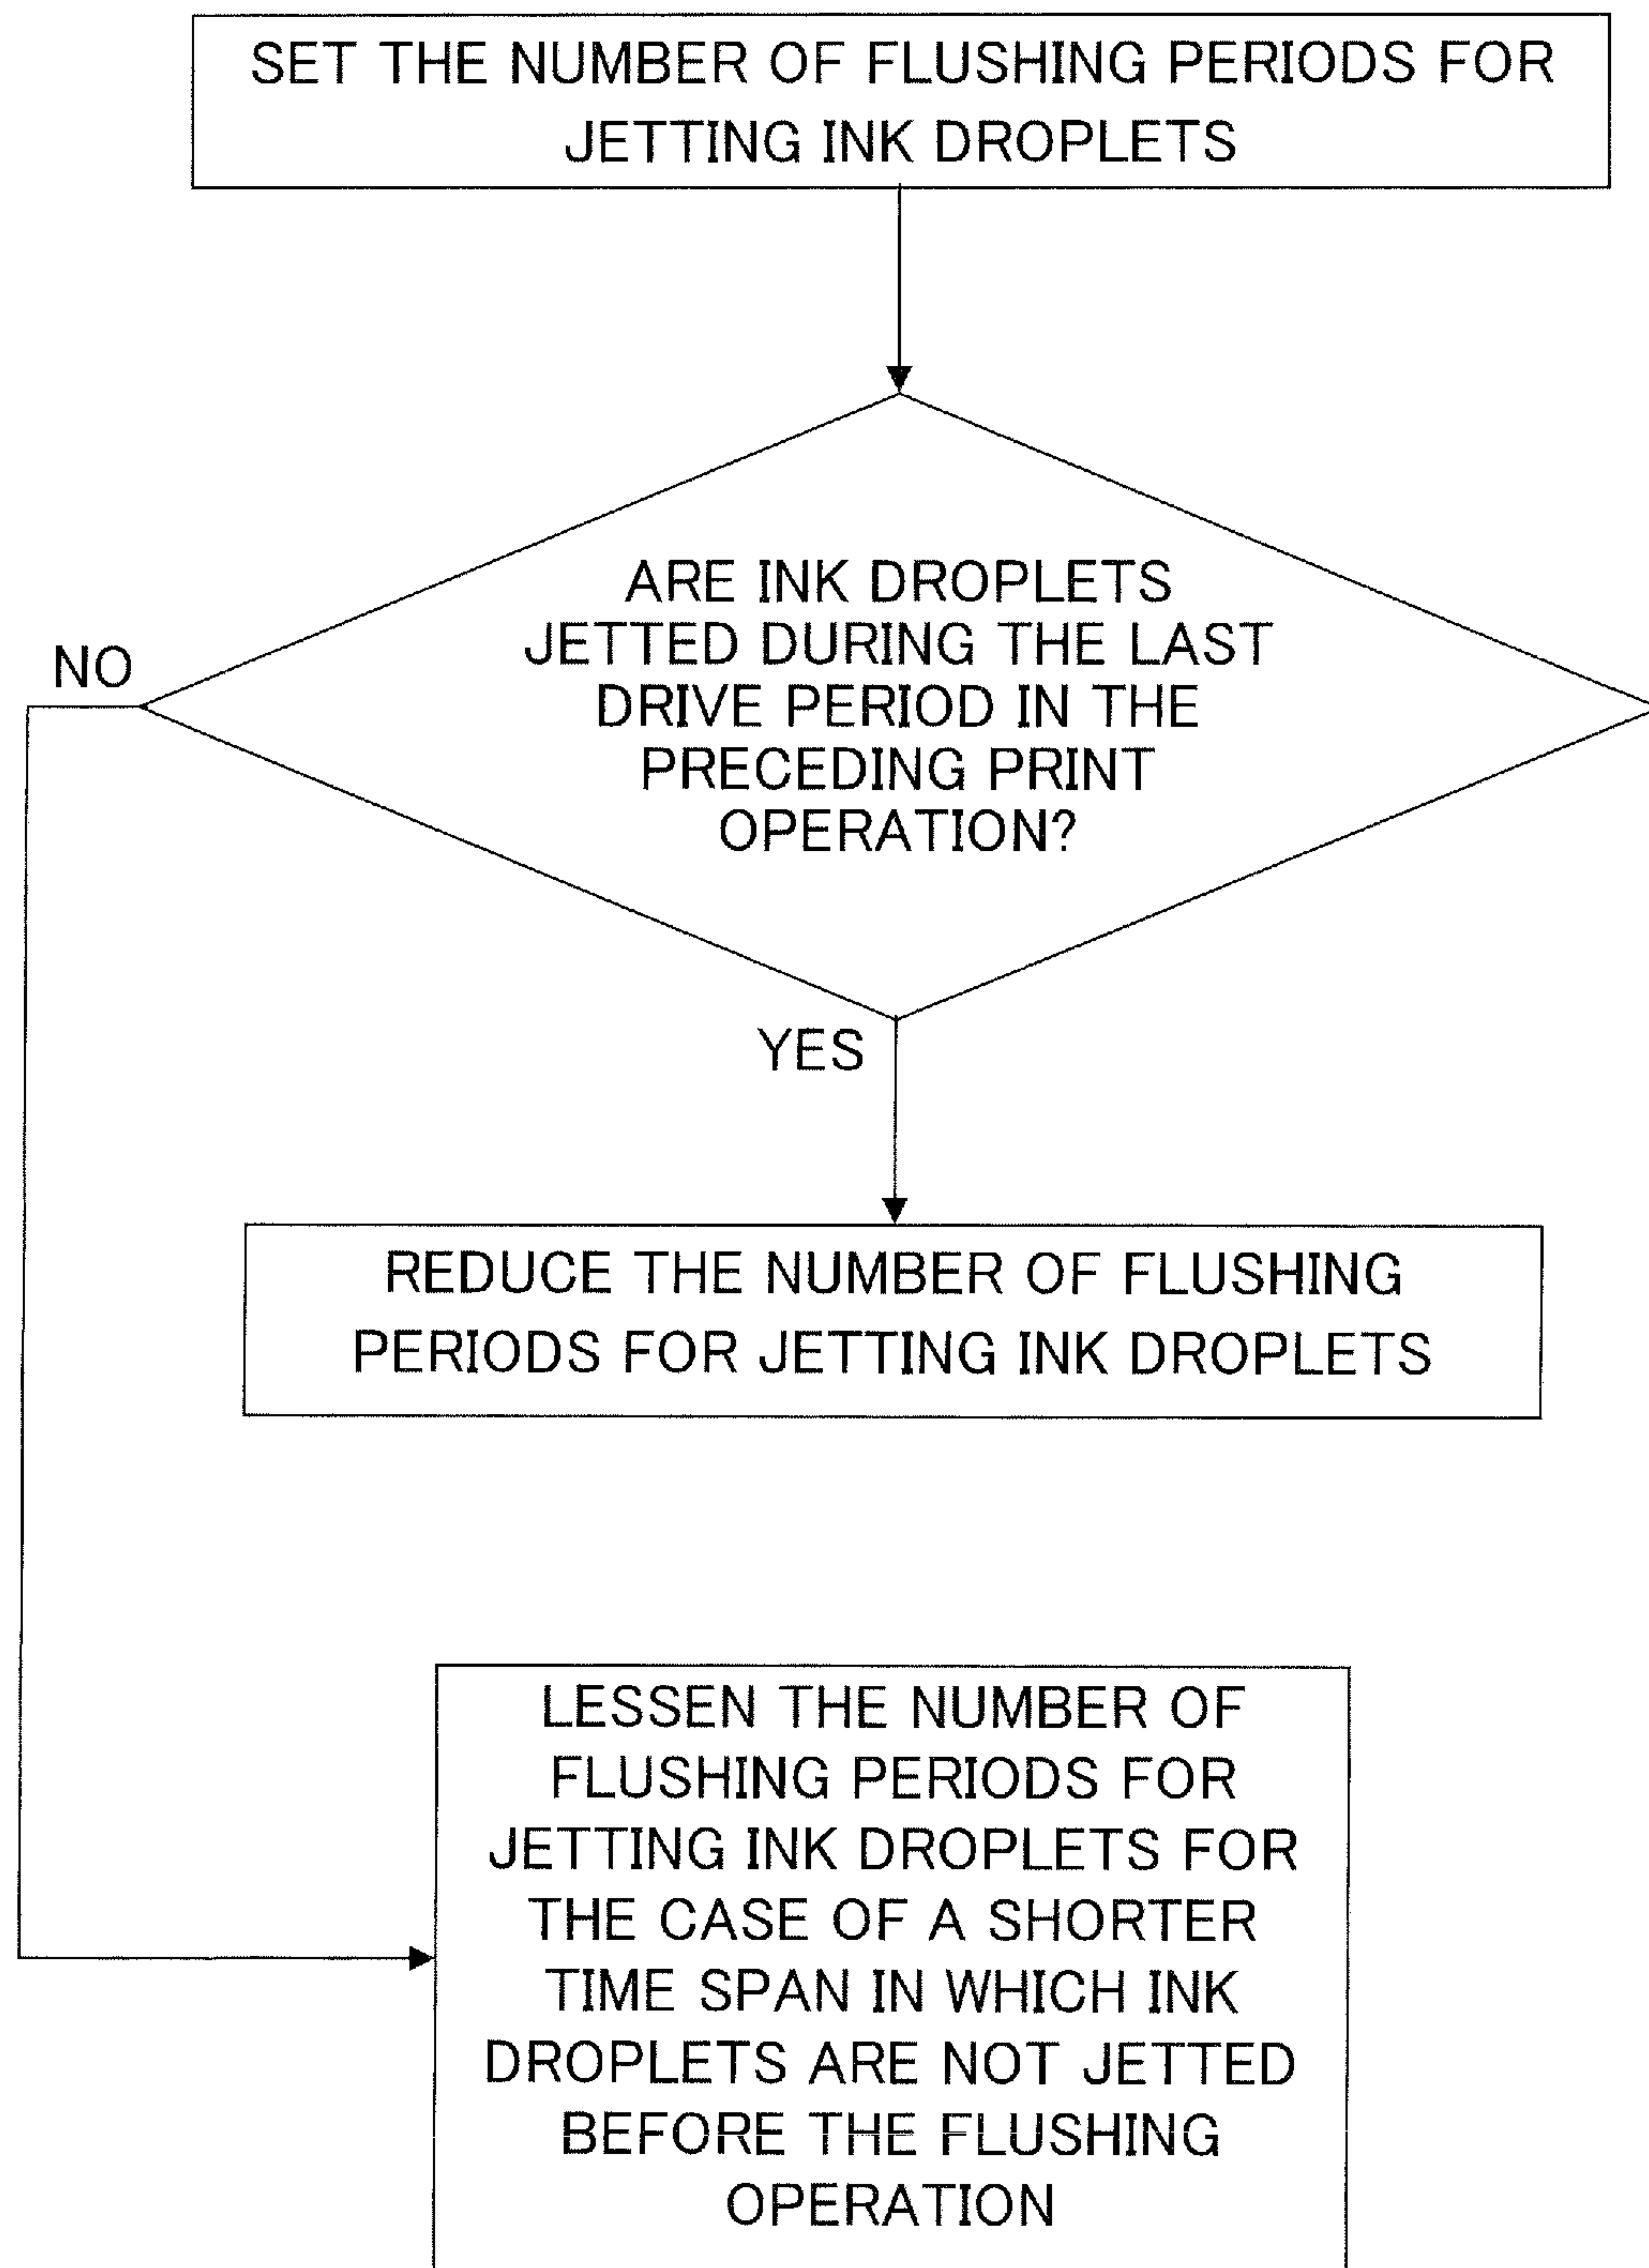 SET THE NUMBER OF FLUSHING PERIODS FOR
JETTING INK DROPLETS
ARE INK DROPLETS
JETTED DURING THE LAST
DRIVE PERIOD IN THE
PRECEDING PRINT
OPERATION?
NO
YES
REDUCE THE NUMBER OF FLUSHING
PERIODS FOR JETTING INK DROPLETS
LESSEN THE NUMBER OF
FLUSHING PERIODS FOR
JETTING INK DROPLETS FOR
THE CASE OF A SHORTER
TIME SPAN IN WHICH INK
DROPLETS ARE NOT JETTED
BEFORE THE FLUSHING
OPERATION